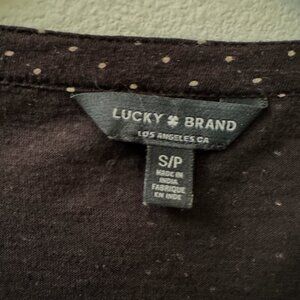 LUCKY BRAND
LOS ANGELES CA
S/P
MADE IN
INDIA
FABRIQUE
EN INDE